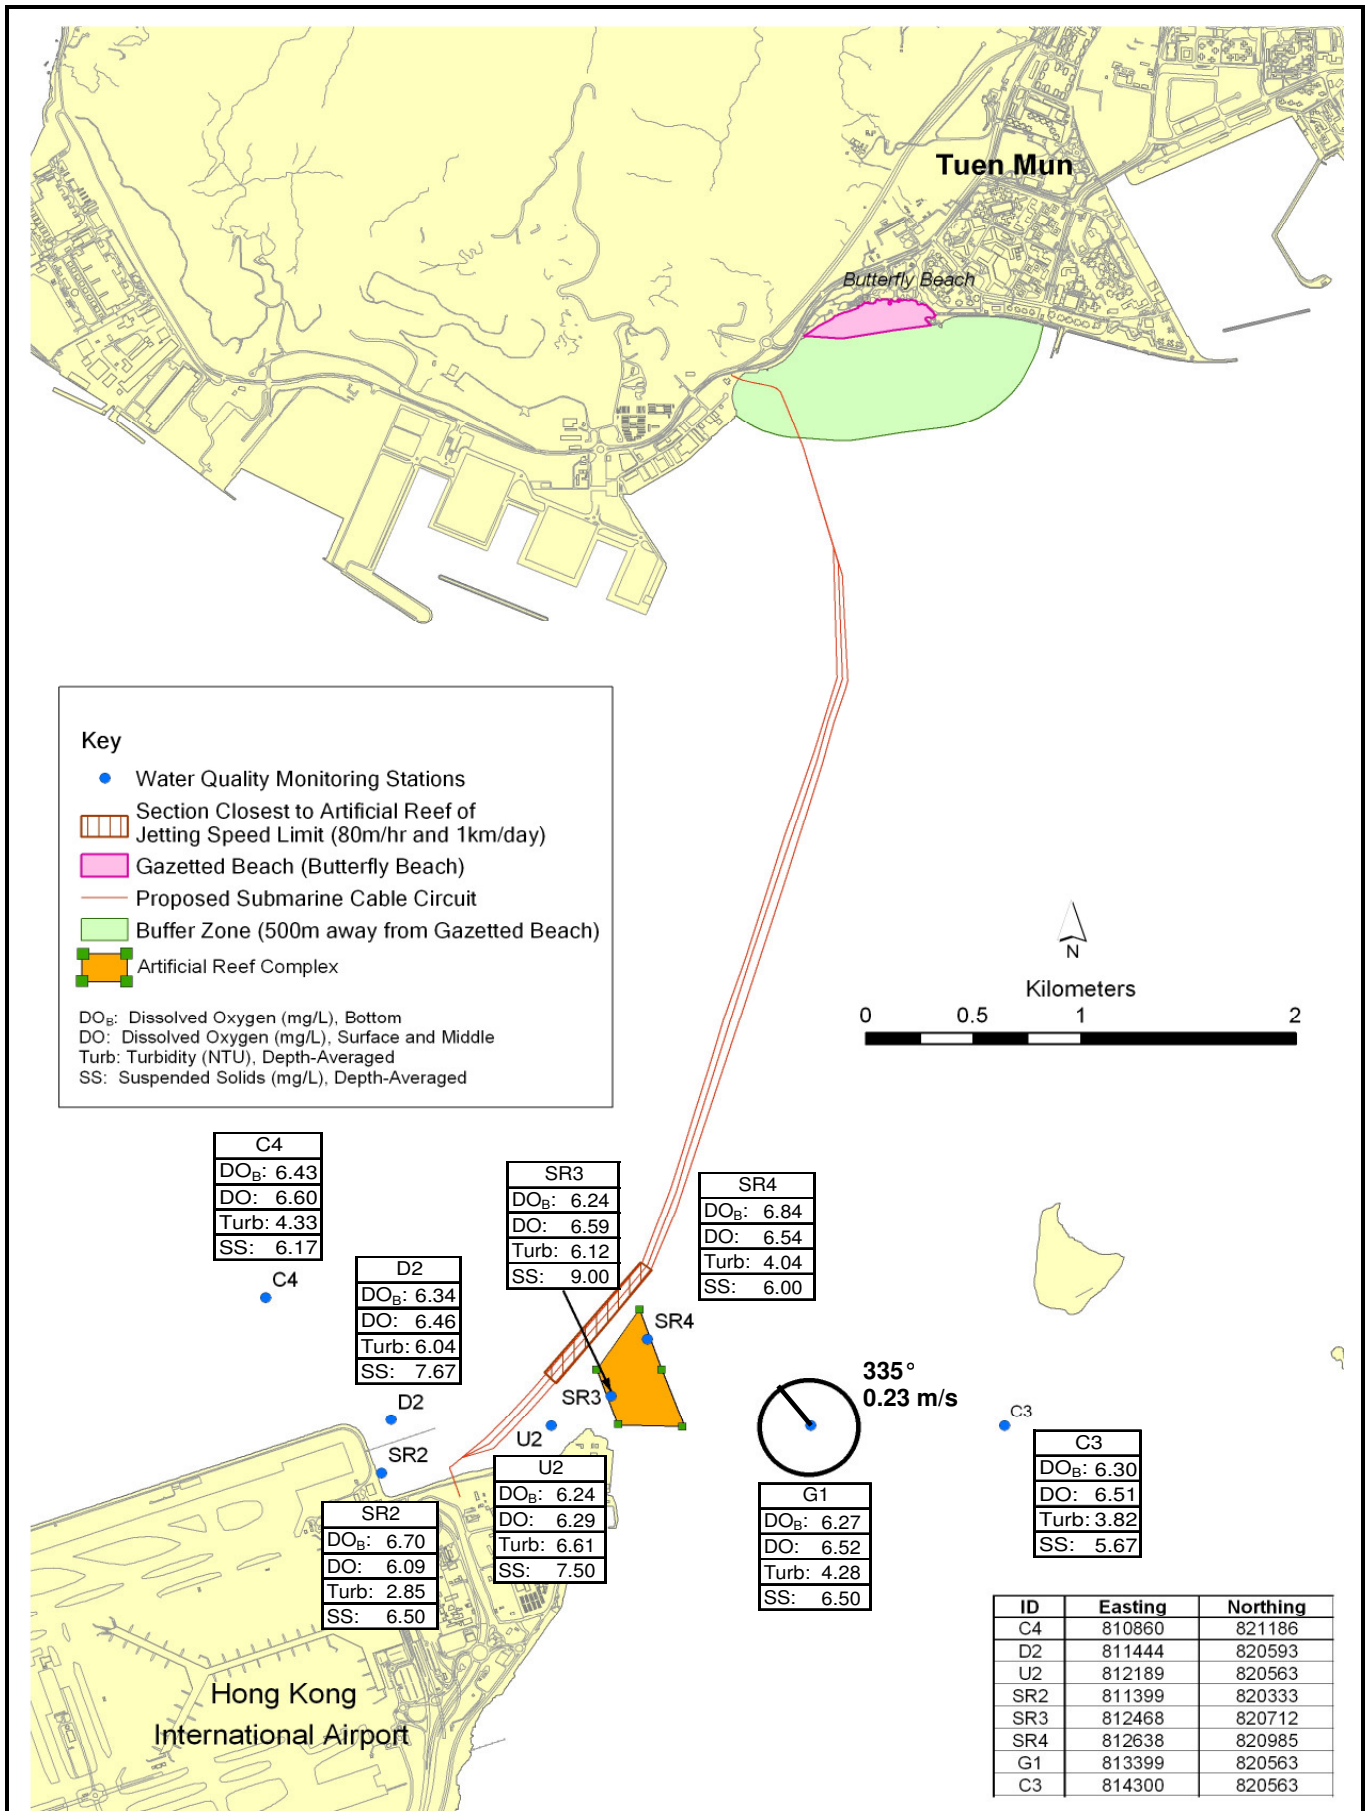 Tuen Mun
Butterfly Beach
Key
Water Quality Monitoring Stations
Section Closest to Artificial Reef of
Jetting Speed Limit (80m/hr and 1km/day)
Gazetted Beach (Butterfly Beach)
Proposed Submarine Cable Circuit
Buffer Zone (500m away from Gazetted Beach)
Artificial Reef Complex
DOB: Dissolved Oxygen (mg/L), Bottom
DO: Dissolved Oxygen (mg/L), Surface and Middle
Turb: Turbidity (NTU), Depth-Averaged
SS: Suspended Solids (mg/L), Depth-Averaged
N
Kilometers
0 0.5 1 2
C4
DOB: 6.43
DO: 6.60
Turb: 4.33
SS: 6.17
C4
SR3
DOB: 6.24
DO: 6.59
Turb: 6.12
SS: 9.00
SR4
DOB: 6.84
DO: 6.54
Turb: 4.04
SS: 6.00
D2
DOB: 6.34
DO: 6.46
Turb: 6.04
SS: 7.67
SR4
SR3
D2
U2
SR2
335°
0.23 m/s
C3
C3
DOB: 6.30
DO: 6.51
Turb: 3.82
SS: 5.67
U2
DOB: 6.24
DO: 6.29
Turb: 6.61
SS: 7.50
G1
DOB: 6.27
DO: 6.52
Turb: 4.28
SS: 6.50
SR2
DOB: 6.70
DO: 6.09
Turb: 2.85
SS: 6.50
Hong Kong
International Airport
ID Easting Northing
C4 810860 821186
D2 811444 820593
U2 812189 820563
SR2 811399 820333
SR3 812468 820712
SR4 812638 820985
G1 813399 820563
C3 814300 820563